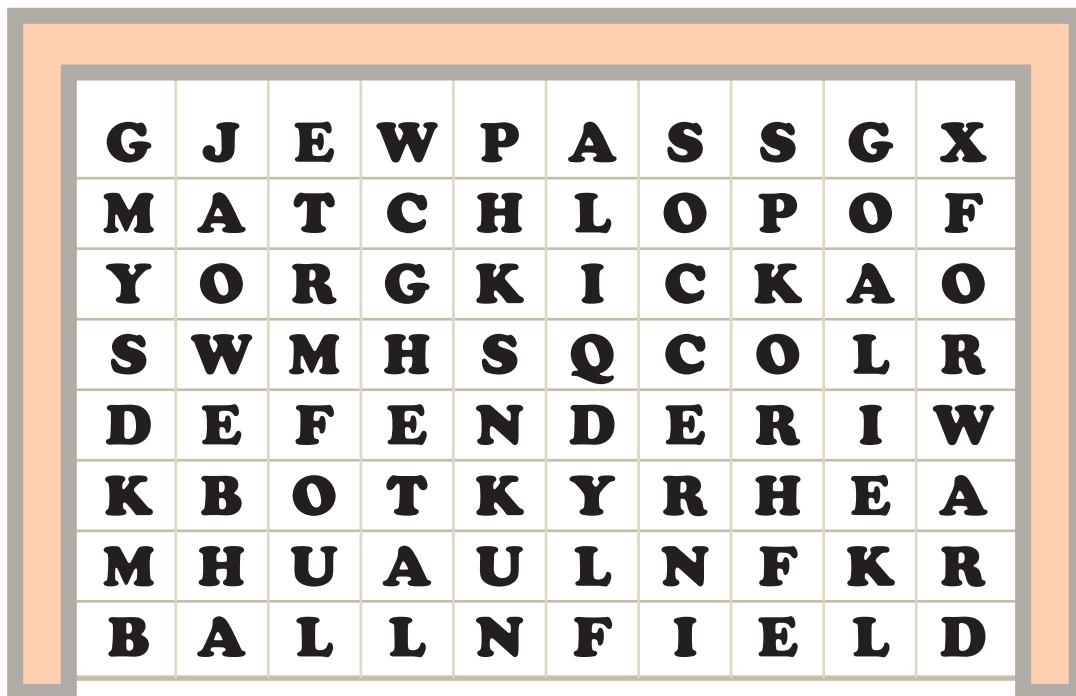 G J E W P A S S G X
M A T C H L O P O F
Y O R G K I C K A O
S W M H S Q C O L R
D E F E N D E R I W
K B O T K Y R H E A
M H U A U L N F K R
B A L L N F I E L D